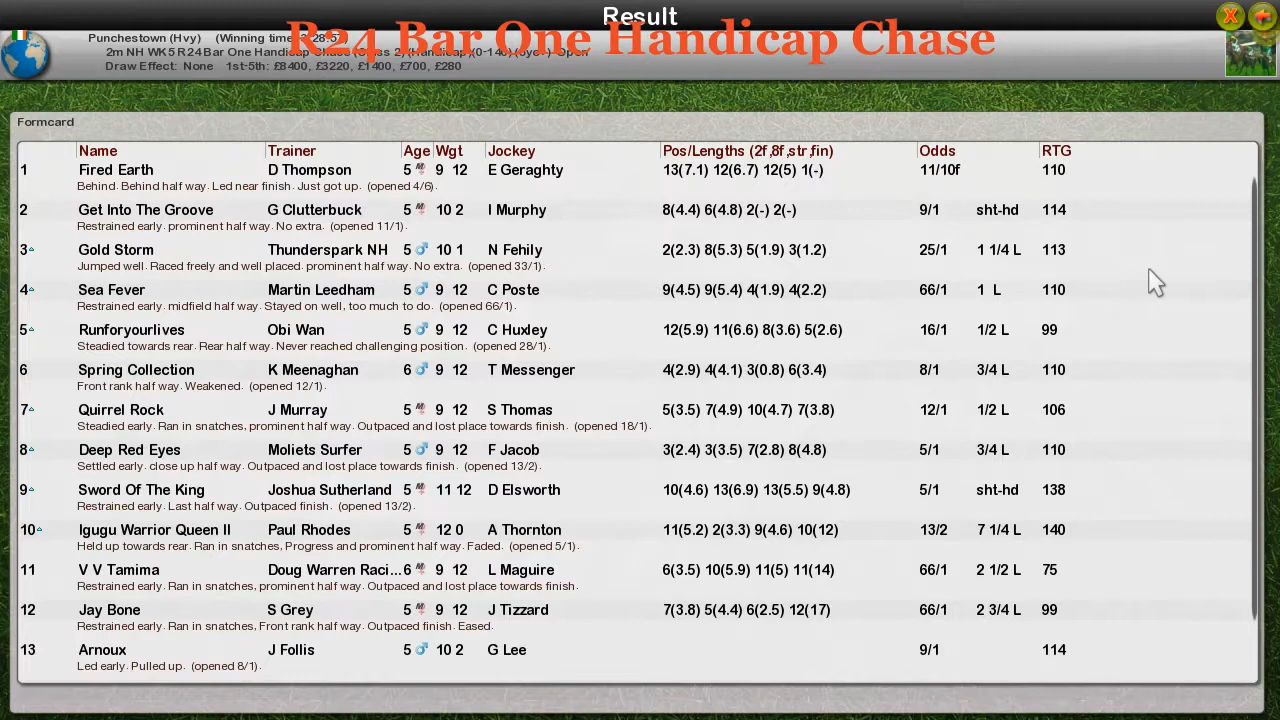 Result
R24 Bar One Handicap Chase
Punchestown (Hvy) (Winning time:
2m NH WK5 R24 Bar One Handicap Chase (Class 2) (Handicap)(0-140) (5yo+) Open
Draw Effect: None 1st-5th: £8400, £3220, £1400, £700, £280
Formcard
Name Trainer Age Wgt Jockey Pos/Lengths (2f,8f,str,fin) Odds RTG
1 Fired Earth D Thompson 5 9 12 E Geraghty 13(7.1) 12(6.7) 12(5) 1(-) 11/10f 110
Behind. Behind half way. Led near finish. Just got up. (opened 4/6).
2 Get Into The Groove G Clutterbuck 5 10 2 I Murphy 8(4.4) 6(4.8) 2(-) 2(-) 9/1 sht-hd 114
Restrained early. prominent half way. No extra. (opened 11/1).
3 Gold Storm Thunderspark NH 5 10 1 N Fehily 2(2.3) 8(5.3) 5(1.9) 3(1.2) 25/1 1 1/4 L 113
Jumped well. Raced freely and well placed. prominent half way. No extra. (opened 33/1).
4 Sea Fever Martin Leedham 5 9 12 C Poste 9(4.5) 9(5.4) 4(1.9) 4(2.2) 66/1 1 L 110
Restrained early. midfield half way. Stayed on well, too much to do. (opened 66/1).
5 Runforyourlives Obi Wan 5 9 12 C Huxley 12(5.9) 11(6.6) 8(3.6) 5(2.6) 16/1 1/2 L 99
Steadied towards rear. Rear half way. Never reached challenging position. (opened 28/1).
6 Spring Collection K Meenaghan 6 9 12 T Messenger 4(2.9) 4(4.1) 3(0.8) 6(3.4) 8/1 3/4 L 110
Front rank half way. Weakened. (opened 12/1).
7 Quirrel Rock J Murray 5 9 12 S Thomas 5(3.5) 7(4.9) 10(4.7) 7(3.8) 12/1 1/2 L 106
Steadied early. Ran in snatches, prominent half way. Outpaced and lost place towards finish. (opened 18/1).
8 Deep Red Eyes Moliets Surfer 5 9 12 F Jacob 3(2.4) 3(3.5) 7(2.8) 8(4.8) 5/1 3/4 L 110
Settled early. close up half way. Outpaced and lost place towards finish. (opened 13/2).
9 Sword Of The King Joshua Sutherland 5 11 12 D Elsworth 10(4.6) 13(6.9) 13(5.5) 9(4.8) 5/1 sht-hd 138
Restrained early. Last half way. Outpaced finish. (opened 13/2).
10 Igugu Warrior Queen II Paul Rhodes 5 12 0 A Thornton 11(5.2) 2(3.3) 9(4.6) 10(12) 13/2 7 1/4 L 140
Held up towards rear. Ran in snatches, Progress and prominent half way. Faded. (opened 5/1).
11 V V Tamima Doug Warren Raci... 6 9 12 L Maguire 6(3.5) 10(5.9) 11(5) 11(14) 66/1 2 1/2 L 75
Restrained early. Ran in snatches, prominent half way. Outpaced and lost place towards finish.
12 Jay Bone S Grey 5 9 12 J Tizzard 7(3.8) 5(4.4) 6(2.5) 12(17) 66/1 2 3/4 L 99
Restrained early. Ran in snatches, Front rank half way. Outpaced finish. Eased.
13 Arnoux J Follis 5 10 2 G Lee 9/1 114
Led early. Pulled up. (opened 8/1).